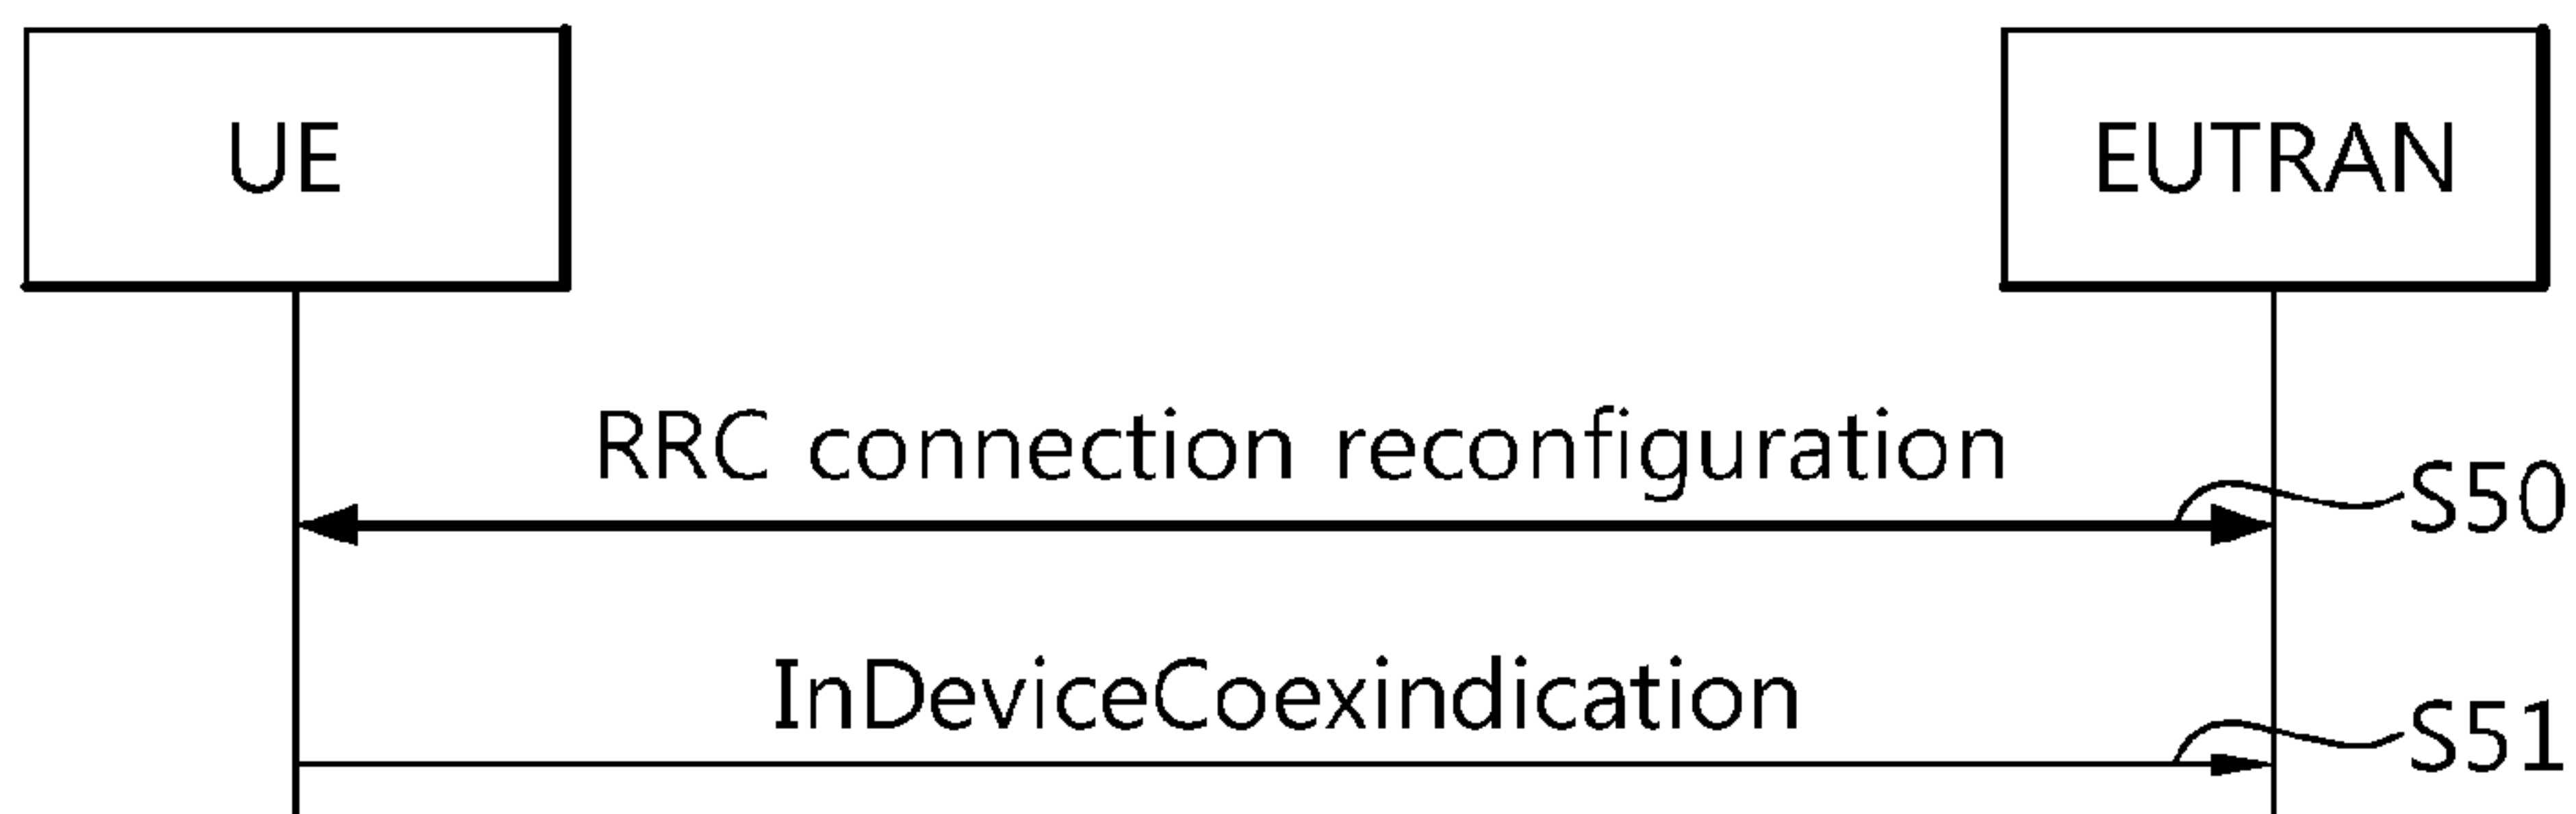 UE
EUTRAN
RRC connection reconfiguration
S50
InDeviceCoexindication
S51